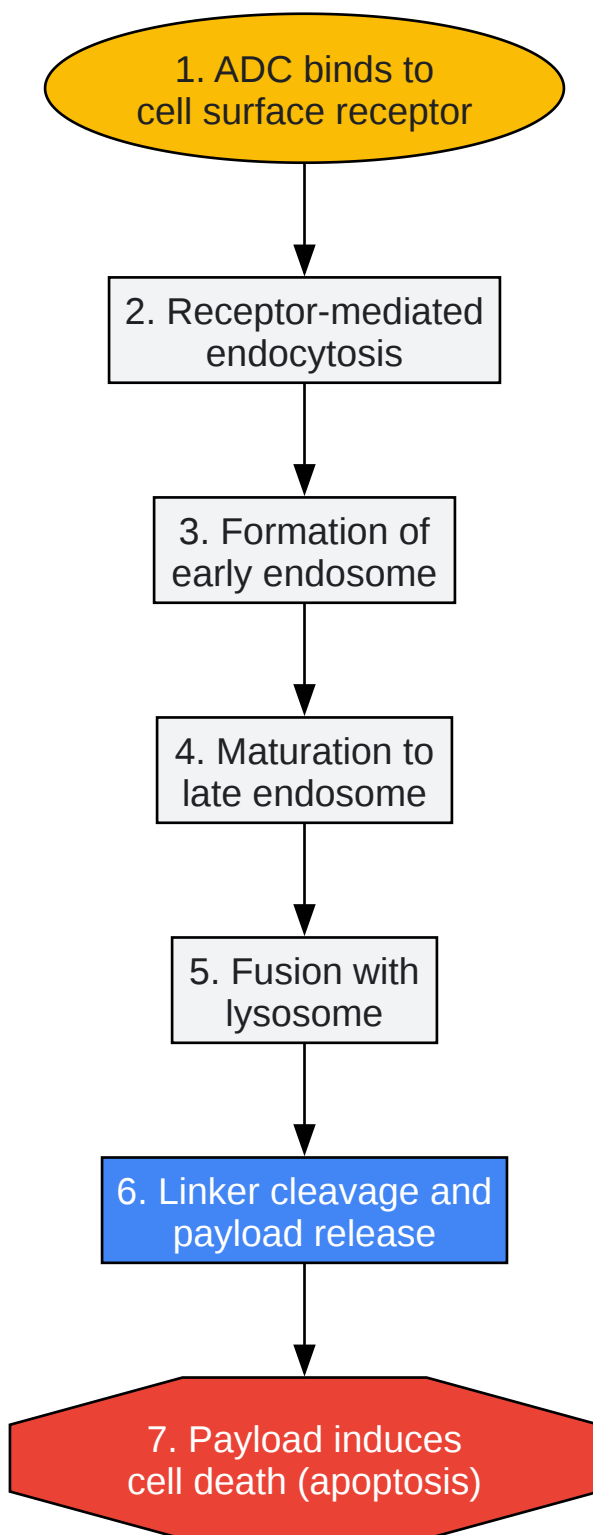 1. ADC binds to
cell surface receptor
2. Receptor-mediated
endocytosis
3. Formation of
early endosome
4. Maturation to
late endosome
5. Fusion with
lysosome
6. Linker cleavage and
payload release
7. Payload induces
cell death (apoptosis)